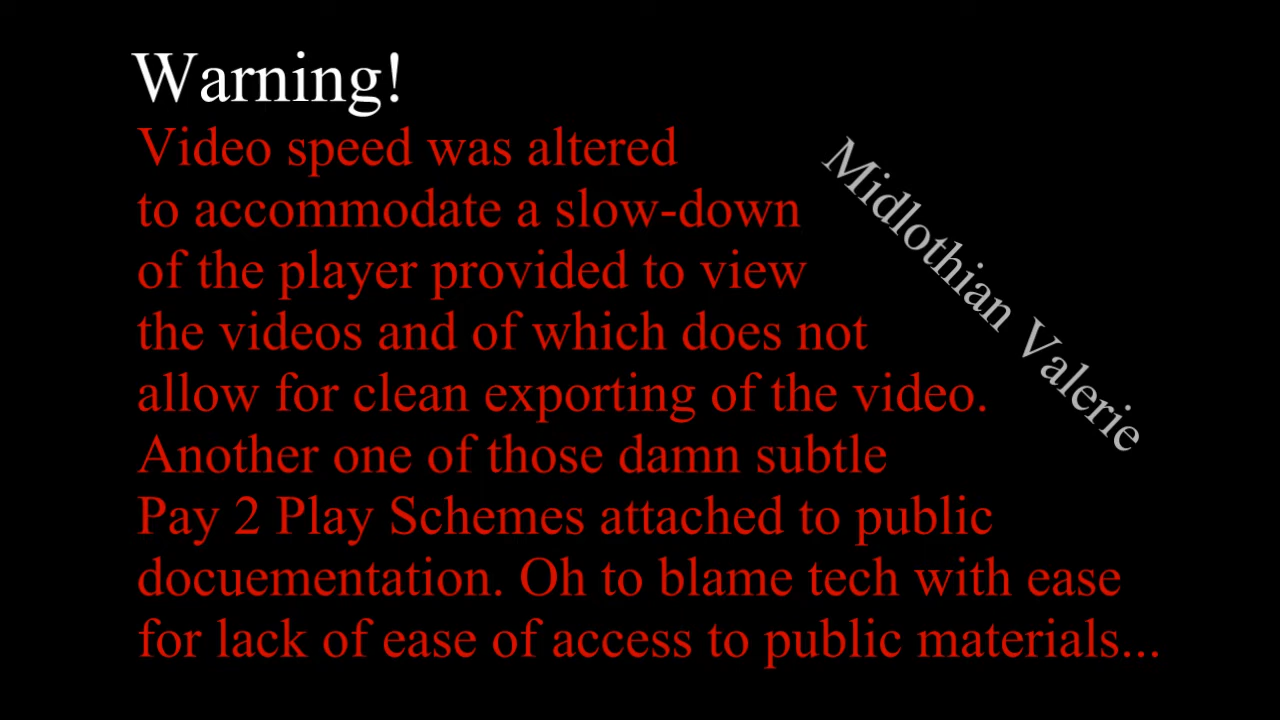 Warning!
Video speed was altered
to accommodate a slow-down
of the player provided to view
the videos and of which does not
allow for clean exporting of the video.
Another one of those damn subtle
Pay 2 Play Schemes attached to public
docuementation. Oh to blame tech with ease
for lack of ease of access to public materials...
Midlothian Valerie